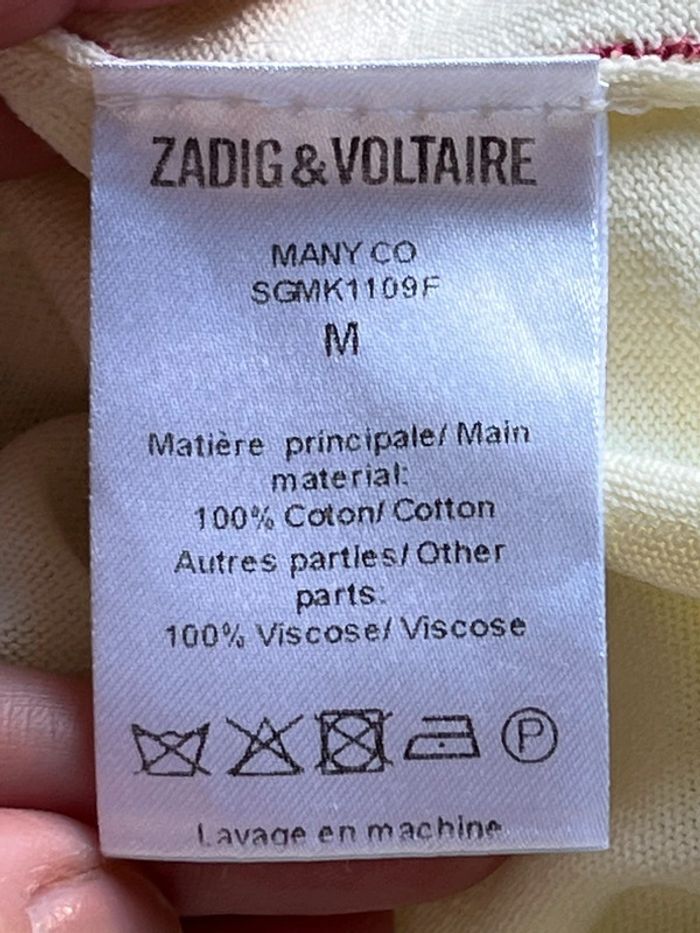 ZADIG & VOLTAIRE
MANY CO
SGMK1109F
M
Matière principale/ Main
material:
100% Coton/ Cotton
Autres parties/ Other
parts:
100% Viscose/ Viscose
P
Lavage en machine